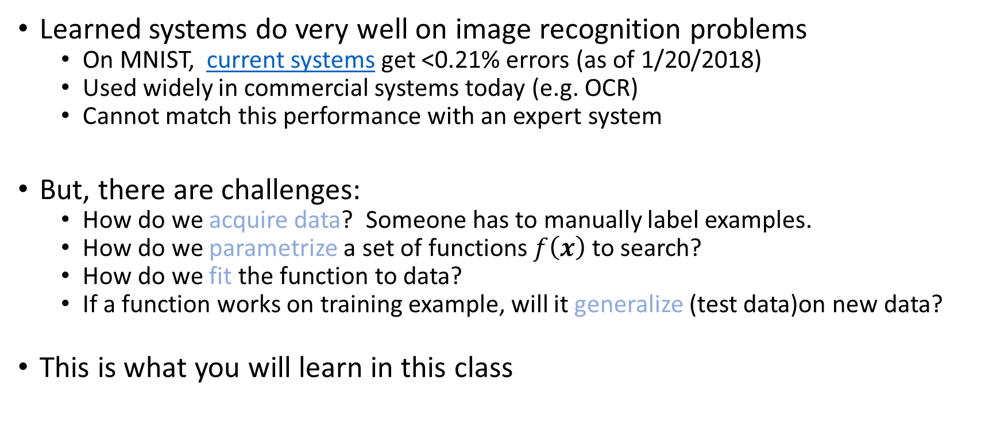 • Learned systems do very well on image recognition problems
• On MNIST,  current systems get <0.21% errors (as of 1/20/2018)
• Used widely in commercial systems today (e.g. OCR)
• Cannot match this performance with an expert system
• But, there are challenges:
• How do we acquire data?  Someone has to manually label examples.
• How do we parametrize a set of functions f(x) to search?
• How do we fit the function to data?
• If a function works on training example, will it generalize (test data)on new data?
• This is what you will learn in this class